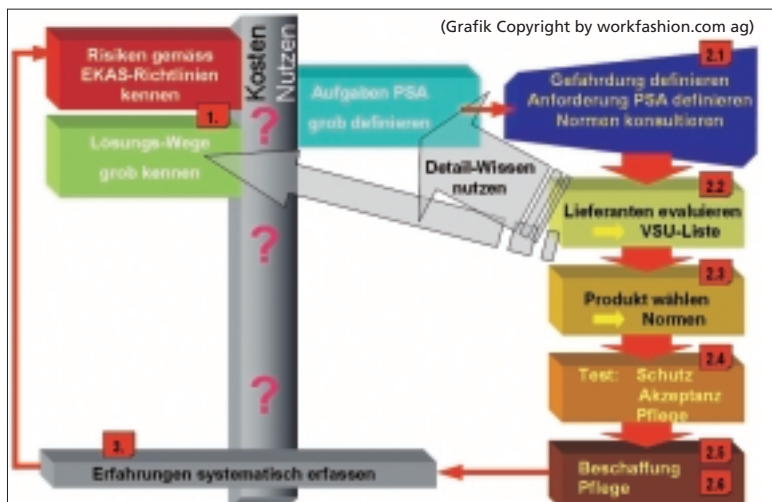 (Grafik Copyright by workfashion.com ag)
Risiken gemäss
EKAS-Richtlinien
kennen
1.
Lösungs-Wege
grob kennen
Kosten
Nutzen
?
?
?
Aufgaben PSA
grob definieren
2.1
Gefährdung definieren
Anforderung PSA definieren
Normen konsultieren
Detail-Wissen
nutzen
2.2
Lieferanten evaluieren
VSU-Liste
2.3
Produkt wählen
Normen
2.4
Test: Schutz
Akzeptanz
Pflege
2.5
Beschaffung
Pflege
2.6
3.
Erfahrungen systematisch erfassen